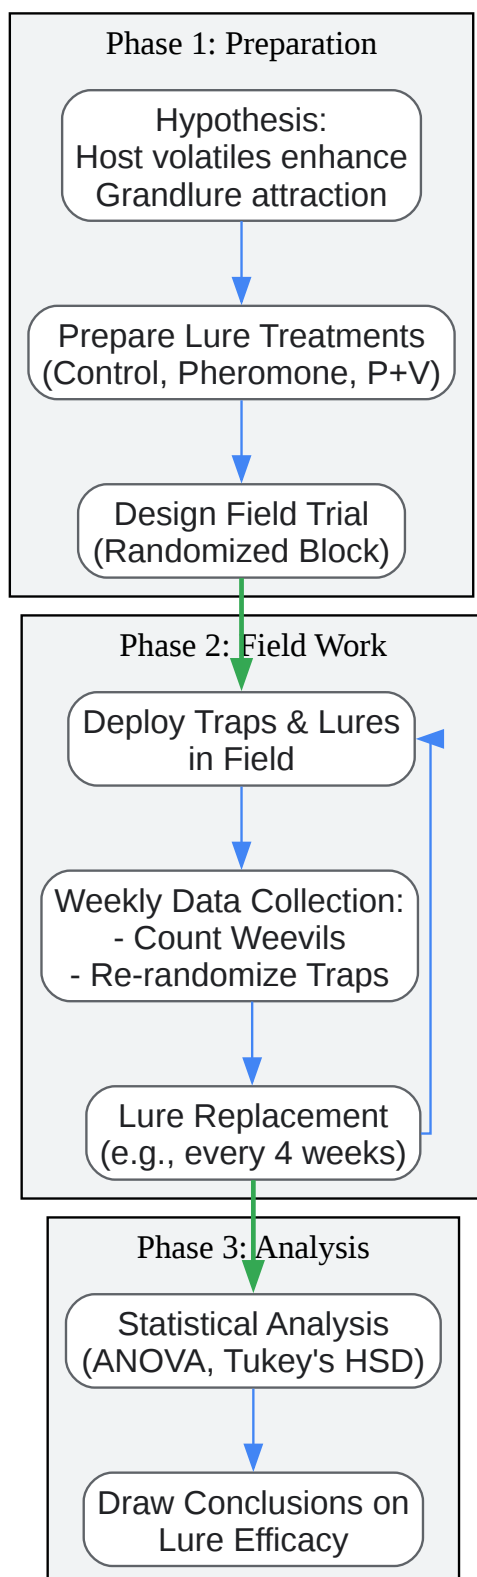 Phase 1: Preparation
Hypothesis:
Host volatiles enhance
Grandlure attraction
Prepare Lure Treatments
(Control, Pheromone, P+V)
Design Field Trial
(Randomized Block)
Phase 2: Field Work
Deploy Traps & Lures
in Field
Weekly Data Collection:
- Count Weevils
- Re-randomize Traps
Lure Replacement
(e.g., every 4 weeks)
Phase 3: Analysis
Statistical Analysis
(ANOVA, Tukey's HSD)
Draw Conclusions on
Lure Efficacy